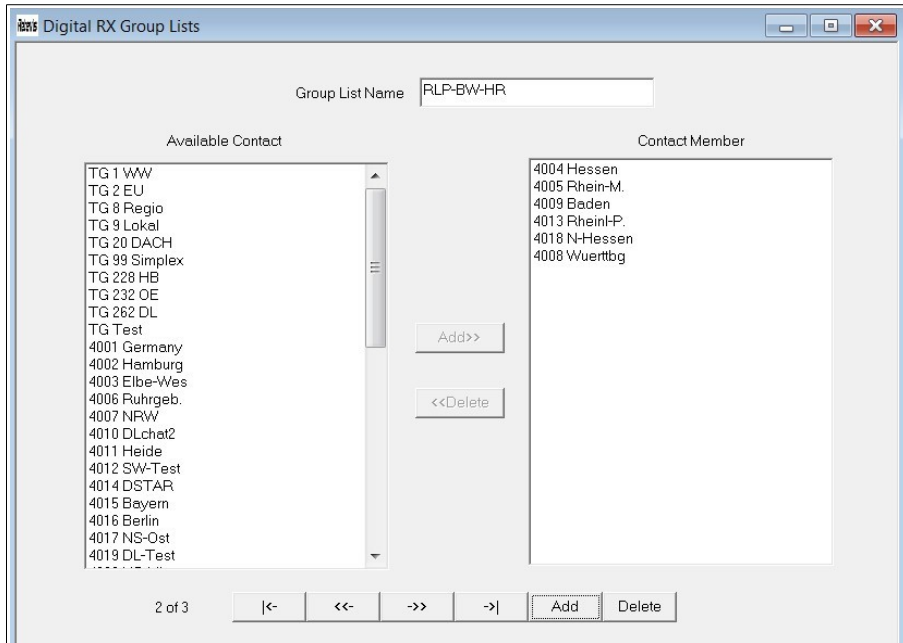 Digital RX Group Lists
Group List Name RLP-BW-HR
Available Contact
TG 1 WW
TG 2 EU
TG 8 Regio
TG 9 Lokal
TG 20 DACH
TG 99 Simplex
TG 228 HB
TG 232 OE
TG 262 DL
TG Test
4001 Germany
4002 Hamburg
4003 Elbe-Wes
4006 Ruhrgeb.
4007 NRW
4010 DLchat2
4011 Heide
4012 SW-Test
4014 DSTAR
4015 Bayern
4016 Berlin
4017 NS-Ost
4019 DL-Test
Add>>
<<Delete
Contact Member
4004 Hessen
4005 Rhein-M.
4009 Baden
4013 Rheinl-P.
4018 N-Hessen
4008 Wuerttbg
2 of 3 |<- <<- ->> ->| Add Delete